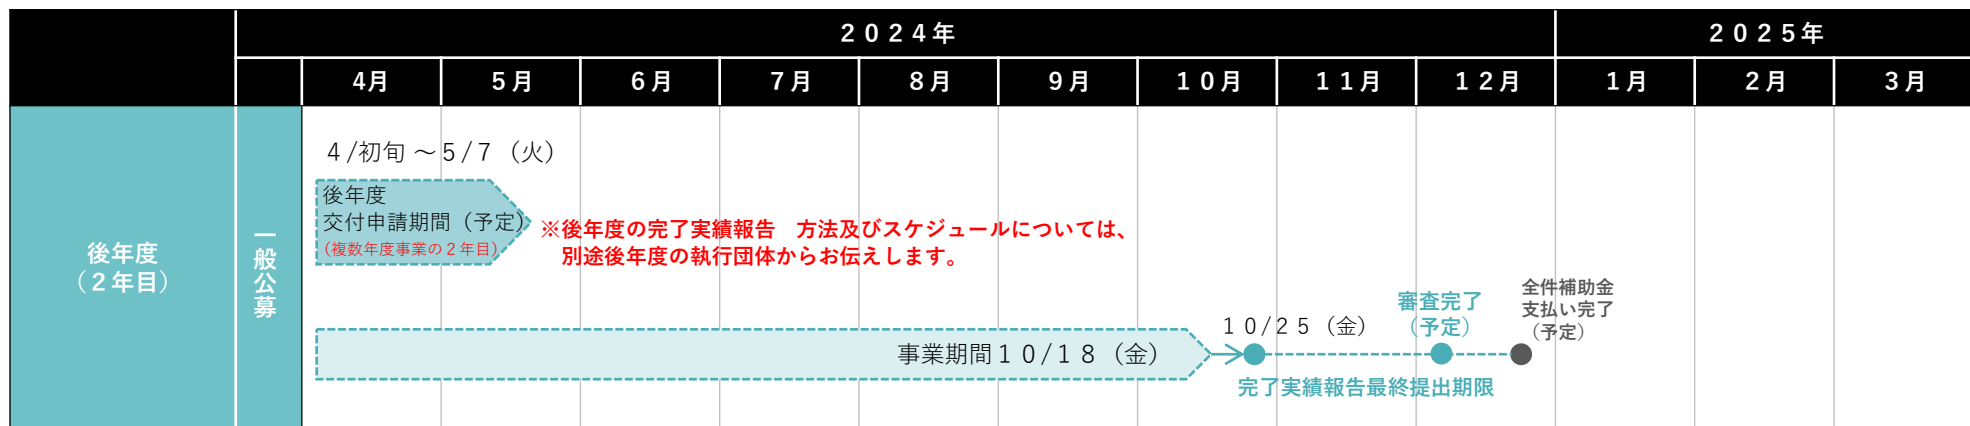 ２０２４年
２０２５年
４月
５月
６月
７月
８月
９月
１０月
１１月
１２月
１月
２月
３月
後年度
（２年目）
一般公募
４/初旬 ～５/７（火）
後年度
交付申請期間（予定）
（複数年度事業の２年目）
※後年度の完了実績報告　方法及びスケジュールについては、
別途後年度の執行団体からお伝えします。
事業期間１０/１８（金）
１０/２５（金）
完了実績報告最終提出期限
審査完了
（予定）
全件補助金
支払い完了
（予定）